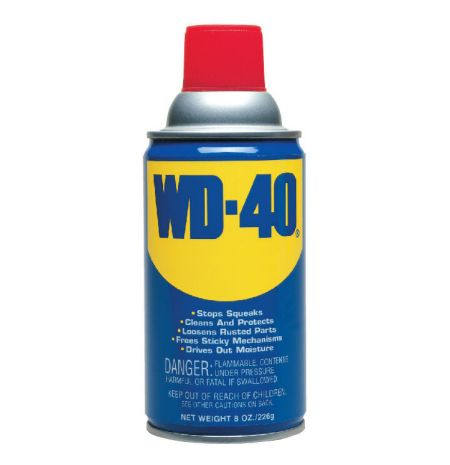 WD-40®
• Stops Squeaks
• Cleans And Protects
• Loosens Rusted Parts
• Frees Sticky Mechanisms
• Drives Out Moisture
DANGER: FLAMMABLE, CONTENTS
UNDER PRESSURE
HARMFUL OR FATAL IF SWALLOWED.
KEEP OUT OF REACH OF CHILDREN.
SEE OTHER CAUTIONS ON BACK.
NET WEIGHT 8 OZ./226g